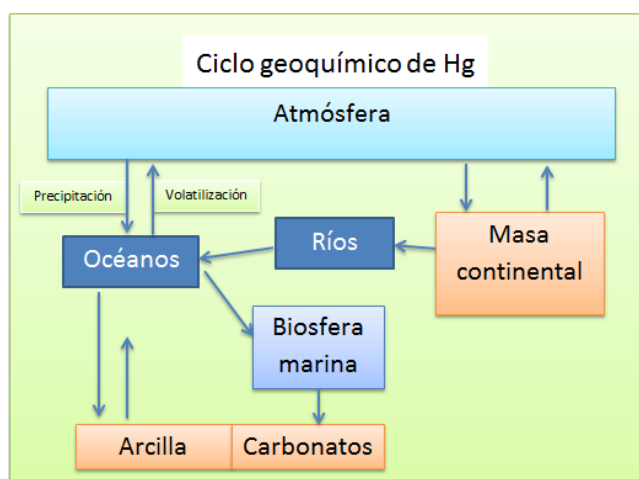 Ciclo geoquímico de Hg
Atmósfera
Precipitación
Volatilización
Océanos
Ríos
Masa
continental
Biosfera
marina
Arcilla
Carbonatos